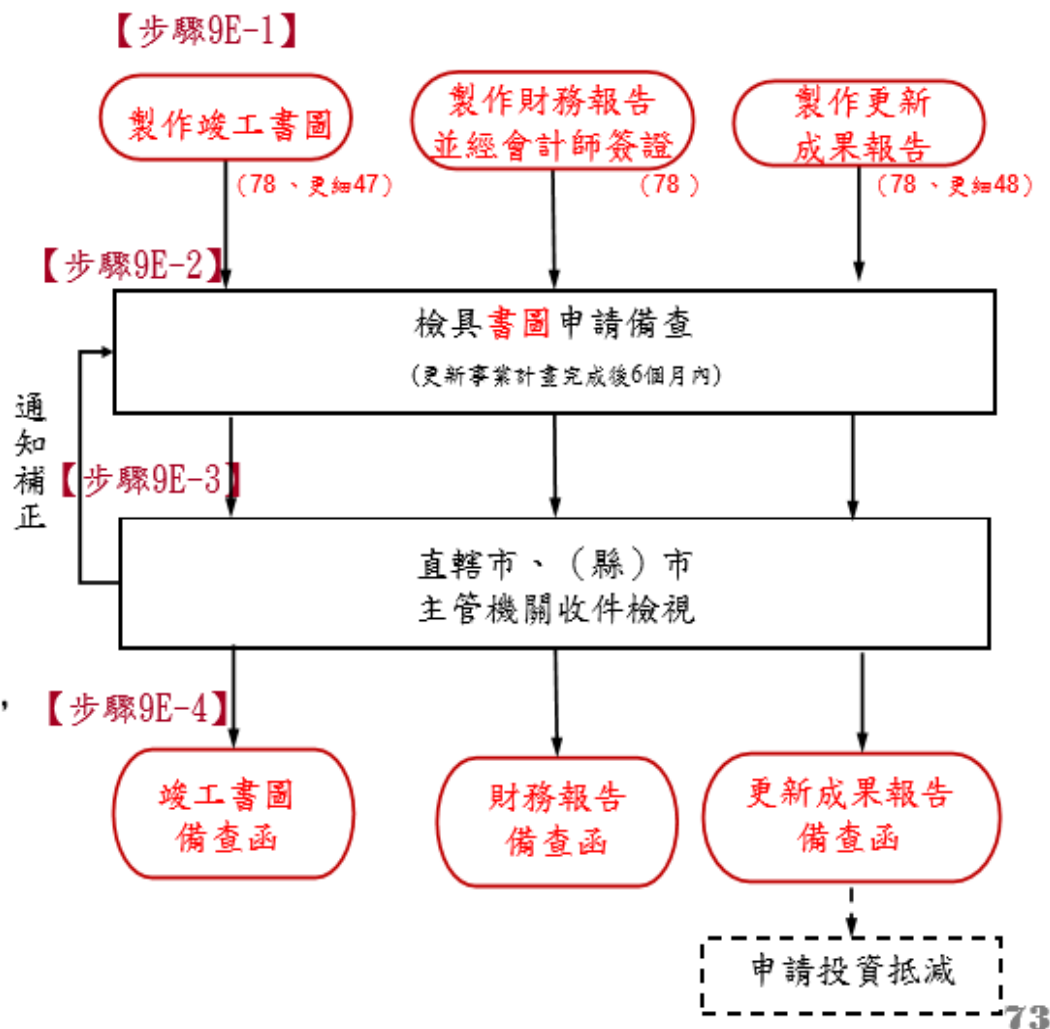 【步驟9E-1】
製作竣工書圖
製作財務報告
並經會計師簽證
製作更新
成果報告
(78、更細47)
(78)
(78、更細48)
【步驟9E-2】
檢具書圖申請備查
(更新事業計畫完成後6個月內)
通
知
補
正
【步驟9E-3】
直轄市、（縣）市
主管機關收件檢視
，
【步驟9E-4】
竣工書圖
備查函
財務報告
備查函
更新成果報告
備查函
申請投資抵減
73